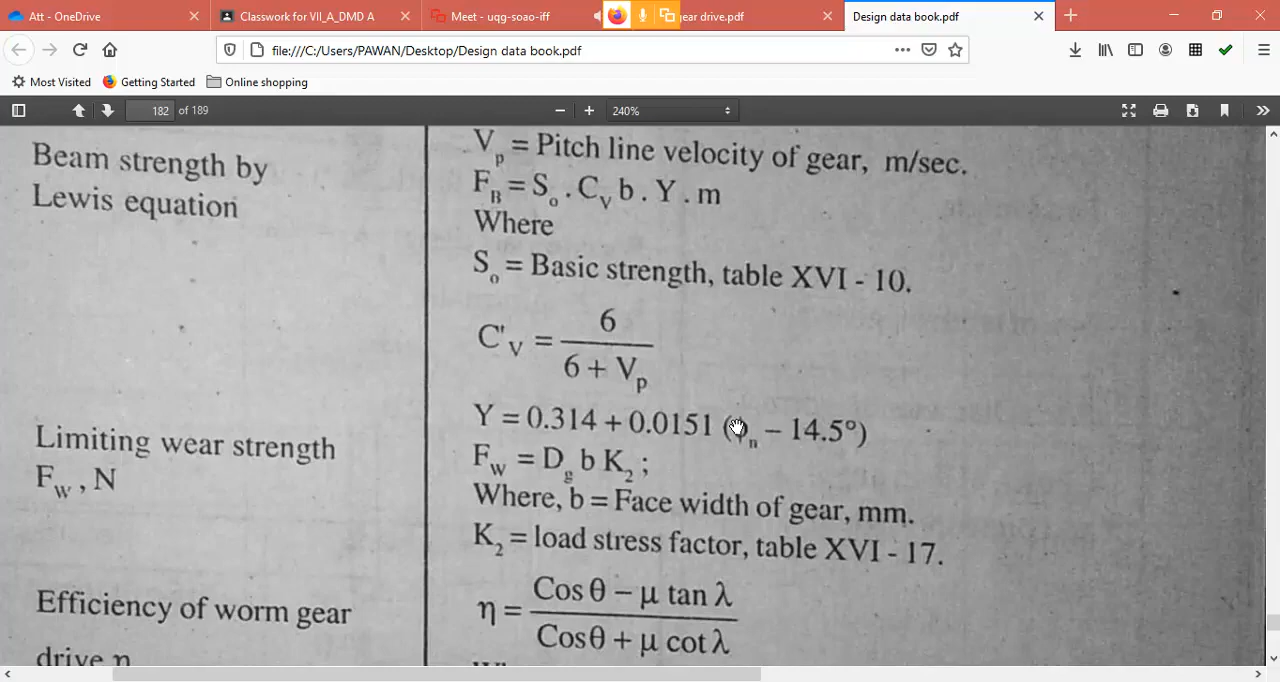 Att - OneDrive
Classwork for VII_A_DMD A
Meet - uqg-soao-iff
gear drive.pdf
Design data book.pdf
file:///C:/Users/PAWAN/Desktop/Design data book.pdf
Most Visited
Getting Started
Online shopping
182 of 189
240%
Beam strength by
Lewis equation
Vp = Pitch line velocity of gear, m/sec.
FB = So . CV b . Y . m
Where
So = Basic strength, table XVI - 10.
C'V = 6 / 6 + Vp
Y = 0.314 + 0.0151 ( n – 14.5°)
Limiting wear strength
FW , N
FW = Dg b K2 ;
Where, b = Face width of gear, mm.
K2 = load stress factor, table XVI - 17.
Efficiency of worm gear
drive η
η = Cos θ – μ tan λ / Cosθ + μ cot λ